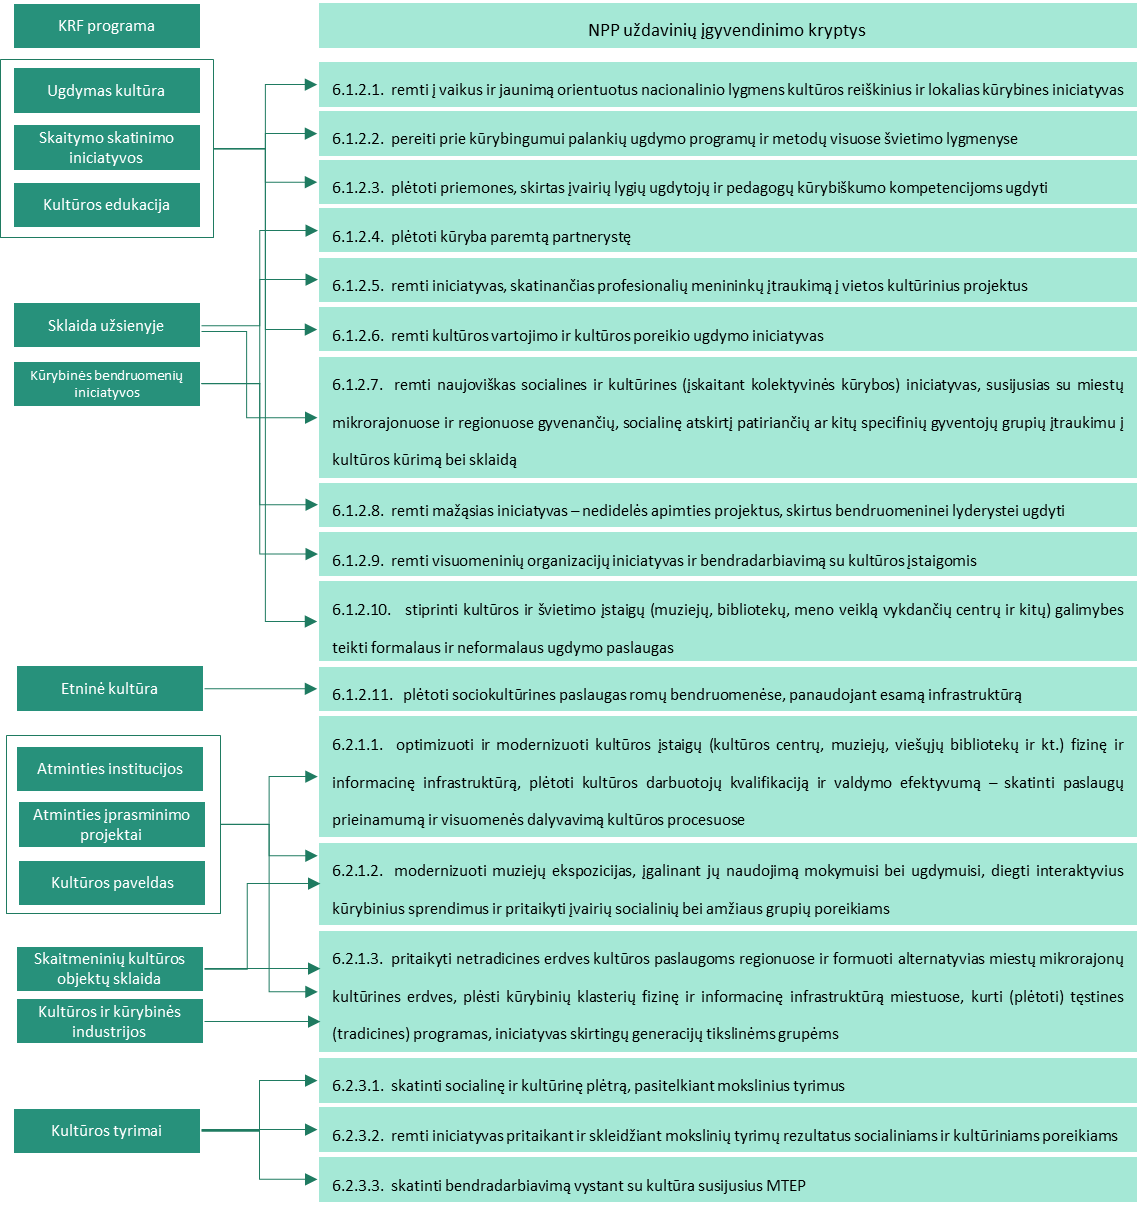 KRF programa
NPP uždavinių įgyvendinimo kryptys
Ugdymas kultūra
Skaitymo skatinimo
iniciatyvos
Kultūros edukacija
6.1.2.1. remti į vaikus ir jaunimą orientuotus nacionalinio lygmens kultūros reiškinius ir lokalias kūrybines iniciatyvas
6.1.2.2. pereiti prie kūrybingumui palankių ugdymo programų ir metodų visuose švietimo lygmenyse
6.1.2.3. plėtoti priemones, skirtas įvairių lygių ugdytojų ir pedagogų kūrybiškumo kompetencijoms ugdyti
6.1.2.4. plėtoti kūryba paremtą partnerystę
6.1.2.5. remti iniciatyvas, skatinančias profesionalių menininkų įtraukimą į vietos kultūrinius projektus
Sklaida užsienyje
6.1.2.6. remti kultūros vartojimo ir kultūros poreikio ugdymo iniciatyvas
Kūrybinės bendruomenių
iniciatyvos
6.1.2.7. remti naujoviškas socialines ir kultūrines (įskaitant kolektyvinės kūrybos) iniciatyvas, susijusias su miestų
mikrorajonuose ir regionuose gyvenančių, socialinę atskirtį patiriančių ar kitų specifinių gyventojų grupių įtraukimu į
kultūros kūrimą bei sklaidą
6.1.2.8. remti mažąsias iniciatyvas – nedidelės apimties projektus, skirtus bendruomeninei lyderystei ugdyti
6.1.2.9. remti visuomeninių organizacijų iniciatyvas ir bendradarbiavimą su kultūros įstaigomis
6.1.2.10. stiprinti kultūros ir švietimo įstaigų (muziejų, bibliotekų, meno veiklą vykdančių centrų ir kitų) galimybes
teikti formalaus ir neformalaus ugdymo paslaugas
Etninė kultūra
6.1.2.11. plėtoti sociokultūrines paslaugas romų bendruomenėse, panaudojant esamą infrastruktūrą
Atminties institucijos
Atminties įprasminimo
projektai
Kultūros paveldas
6.2.1.1. optimizuoti ir modernizuoti kultūros įstaigų (kultūros centrų, muziejų, viešųjų bibliotekų ir kt.) fizinę ir
informacinę infrastruktūrą, plėtoti kultūros darbuotojų kvalifikaciją ir valdymo efektyvumą – skatinti paslaugų
prieinamumą ir visuomenės dalyvavimą kultūros procesuose
6.2.1.2. modernizuoti muziejų ekspozicijas, įgalinant jų naudojimą mokymuisi bei ugdymuisi, diegti interaktyvius
kūrybinius sprendimus ir pritaikyti įvairių socialinių bei amžiaus grupių poreikiams
Skaitmeninių kultūros
objektų sklaida
Kultūros ir kūrybinės
industrijos
6.2.1.3. pritaikyti netradicines erdves kultūros paslaugoms regionuose ir formuoti alternatyvias miestų mikrorajonų
kultūrines erdves, plėsti kūrybinių klasterių fizinę ir informacinę infrastruktūrą miestuose, kurti (plėtoti) tęstines
(tradicines) programas, iniciatyvas skirtingų generacijų tikslinėms grupėms
Kultūros tyrimai
6.2.3.1. skatinti socialinę ir kultūrinę plėtrą, pasitelkiant mokslinius tyrimus
6.2.3.2. remti iniciatyvas pritaikant ir skleidžiant mokslinių tyrimų rezultatus socialiniams ir kultūriniams poreikiams
6.2.3.3. skatinti bendradarbiavimą vystant su kultūra susijusius MTEP